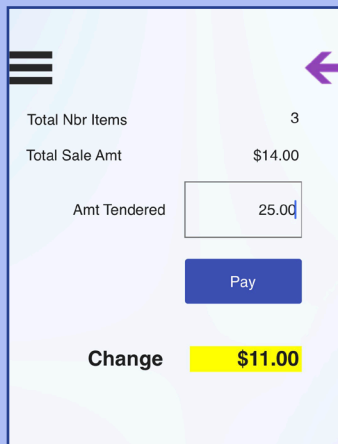 Total Nbr Items 3
Total Sale Amt $14.00
Amt Tendered 25.00
Pay
Change $11.00